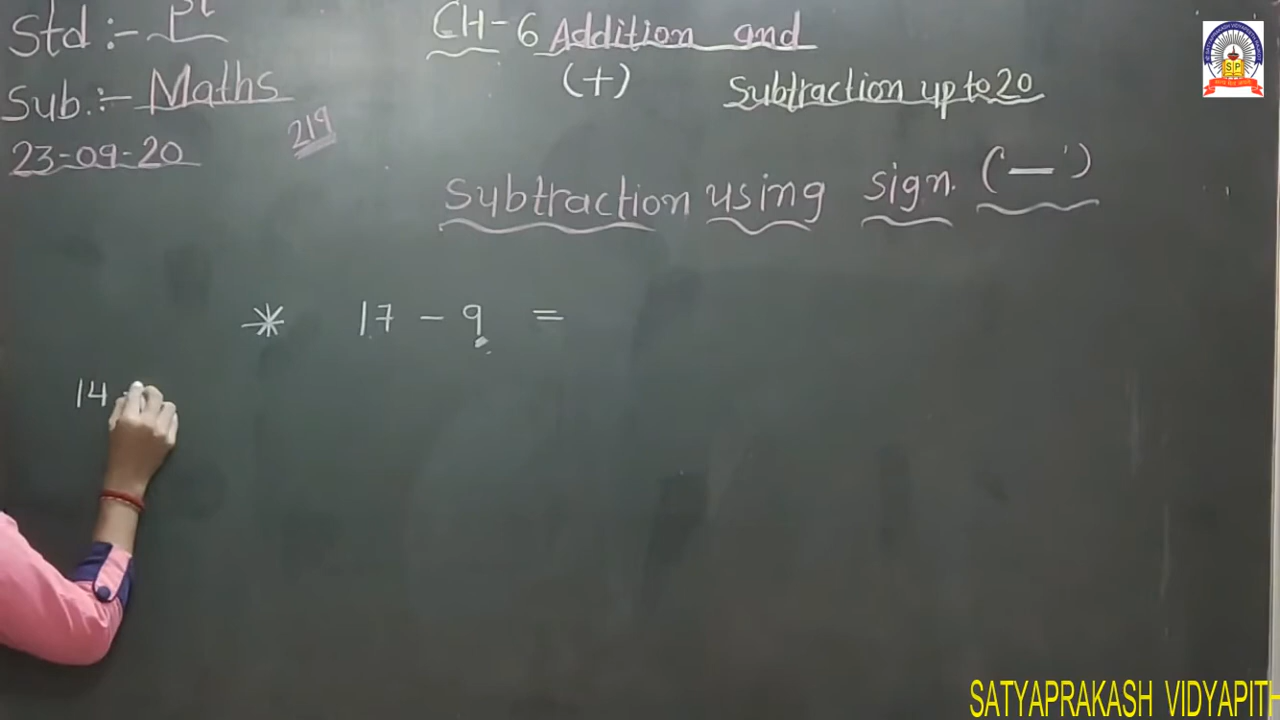 Std :-
Sub. :- Maths
23-09-20
219
CH-6 Addition and
(+)
Subtraction up to 20
Subtraction using sign. ('—')
* 17 - 9 =
14
SP
SATYAPRAKASH VIDYAPITH